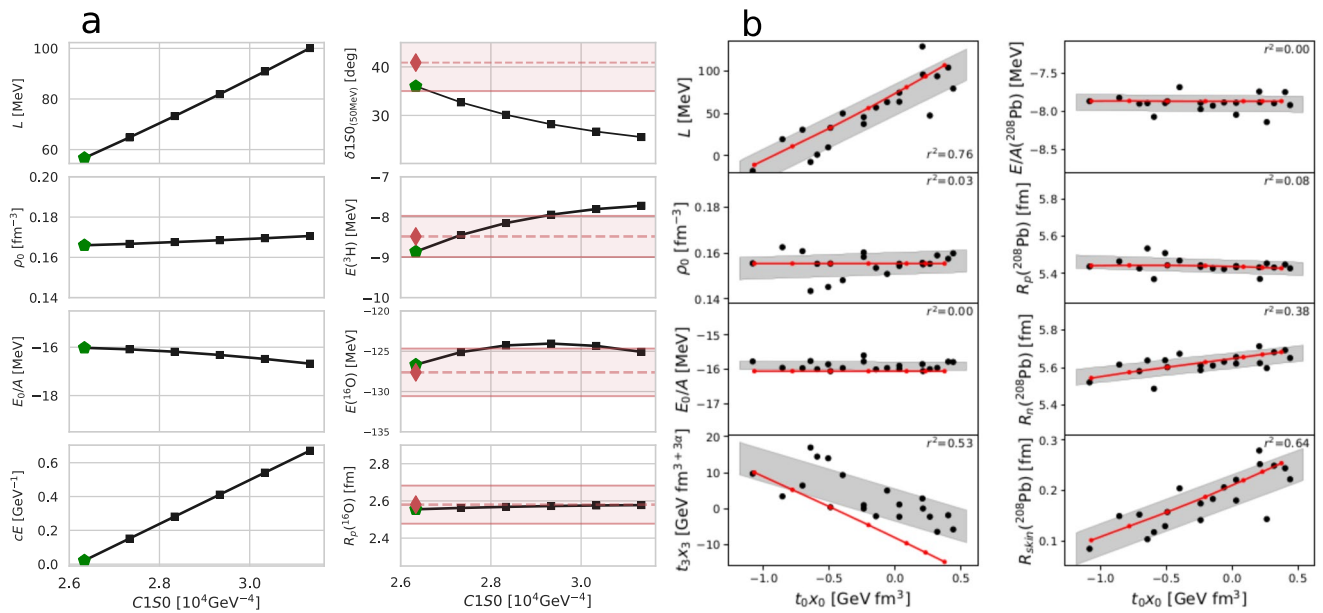 a
b
L [MeV]
100
80
60
δ1S0(50MeV) [deg]
40
30
ρ₀ [fm⁻³]
0.20
0.18
0.16
0.14
E(³H) [MeV]
−7
−8
−9
−10
E₀/A [MeV]
−16
−18
E(¹⁶O) [MeV]
−120
−125
−130
−135
cE [GeV⁻¹]
0.6
0.4
0.2
0.0
Rₚ(¹⁶O) [fm]
2.8
2.6
2.4
2.6 2.8 3.0
C1S0 [10⁴GeV⁻⁴]
2.6 2.8 3.0
C1S0 [10⁴GeV⁻⁴]
L [MeV]
100
50
0
r²=0.76
E/A(²⁰⁸Pb) [MeV]
−7.5
−8.0
−8.5
r²=0.00
ρ₀ [fm⁻³]
0.18
0.16
0.14
r²=0.03
Rₚ(²⁰⁸Pb) [fm]
5.6
5.4
r²=0.08
E₀/A [MeV]
−15
−16
−17
r²=0.00
Rₙ(²⁰⁸Pb) [fm]
5.8
5.6
5.4
r²=0.38
t₃x₃ [GeV fm³⁺³ᵅ]
20
10
0
−10
r²=0.53
Rₛₖᵢₙ(²⁰⁸Pb) [fm]
0.3
0.2
0.1
r²=0.64
−1.0 −0.5 0.0 0.5
t₀x₀ [GeV fm³]
−1.0 −0.5 0.0 0.5
t₀x₀ [GeV fm³]